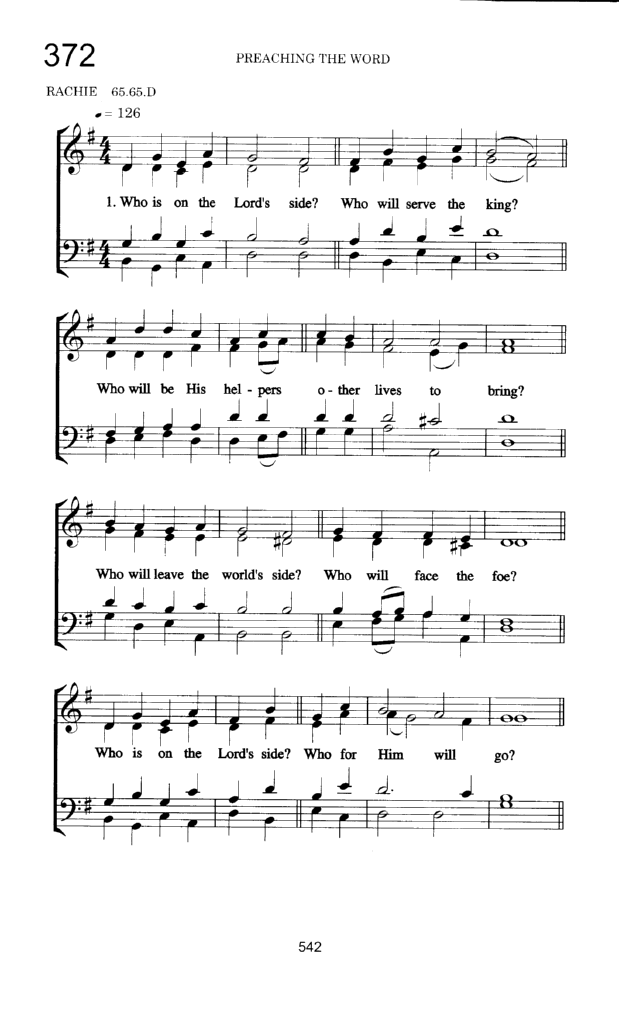 372
PREACHING THE WORD
RACHIE 65.65.D
= 126
1. Who is on the Lord's side? Who will serve the king?
Who will be His hel - pers o - ther lives to bring?
Who will leave the world's side? Who will face the foe?
Who is on the Lord's side? Who for Him will go?
542